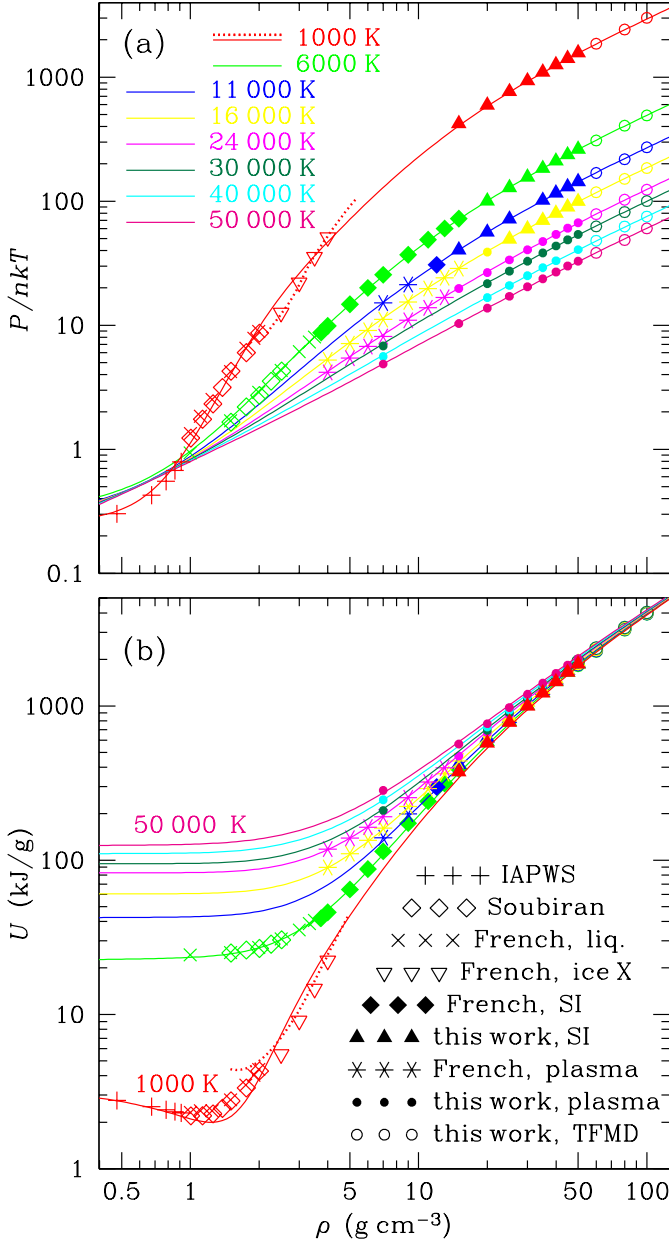 (a)
1000 K
6000 K
11 000 K
16 000 K
24 000 K
30 000 K
40 000 K
50 000 K
P/nkT
1000
100
10
1
0.1
(b)
50 000 K
1000 K
IAPWS
Soubiran
French, liq.
French, ice X
French, SI
this work, SI
French, plasma
this work, plasma
this work, TFMD
U (kJ/g)
1000
100
10
1
0.5 1 5 10 50 100
ρ (g cm⁻³)